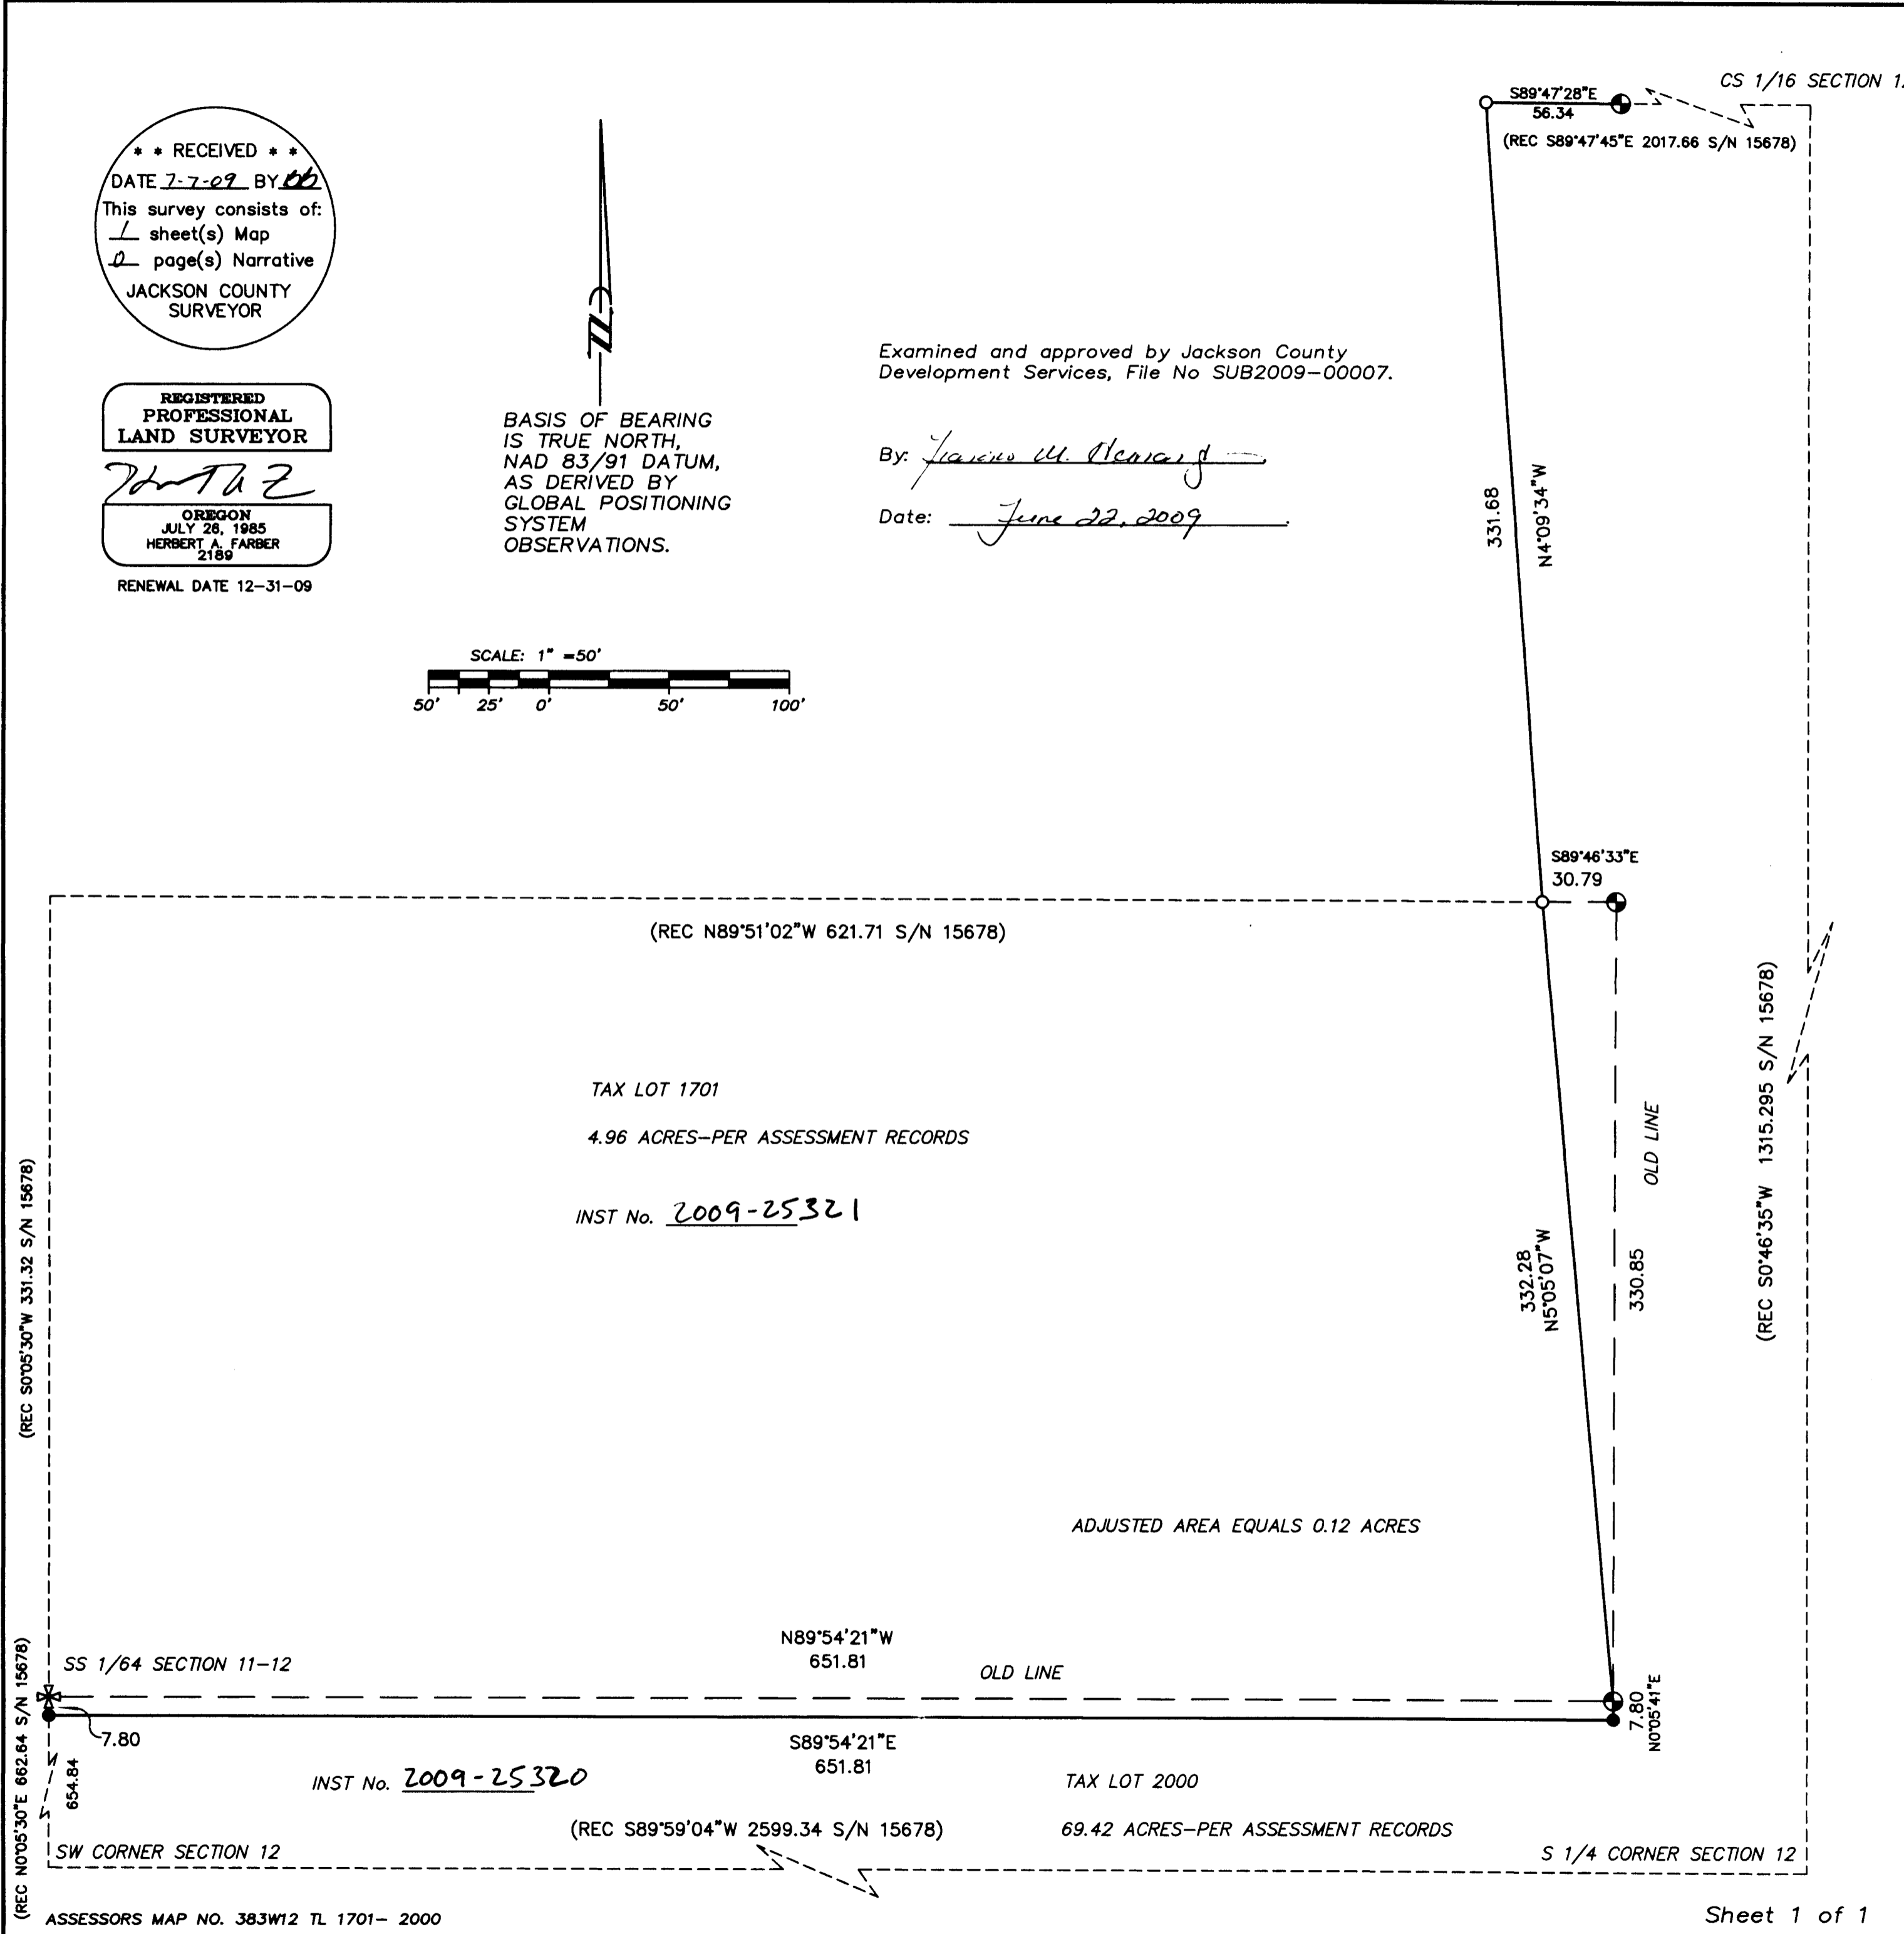 CS 1/16 SECTION 1
S89°47'28"E
56.34
(REC S89°47'45"E 2017.66 S/N 15678)
* * RECEIVED * *
DATE 7-7-09 BY
This survey consists of:
1 sheet(s) Map
0 page(s) Narrative
JACKSON COUNTY
SURVEYOR
REGISTERED
PROFESSIONAL
LAND SURVEYOR
OREGON
JULY 26, 1985
HERBERT A. FARBER
2189
RENEWAL DATE 12-31-09
N
BASIS OF BEARING
IS TRUE NORTH,
NAD 83/91 DATUM,
AS DERIVED BY
GLOBAL POSITIONING
SYSTEM
OBSERVATIONS.
Examined and approved by Jackson County
Development Services, File No SUB2009-00007.
By:
Date: June 22, 2009
331.68
N4°09'34"W
SCALE: 1" =50'
50' 25' 0' 50' 100'
S89°46'33"E
30.79
(REC N89°51'02"W 621.71 S/N 15678)
TAX LOT 1701
4.96 ACRES-PER ASSESSMENT RECORDS
INST No. 2009-25321
(REC S0°05'30"W 331.32 S/N 15678)
332.28
N5°05'07"W
330.85
OLD LINE
(REC S0°46'35"W 1315.295 S/N 15678)
ADJUSTED AREA EQUALS 0.12 ACRES
N89°54'21"W
651.81
OLD LINE
SS 1/64 SECTION 11-12
7.80
S89°54'21"E
651.81
7.80
N0°05'41"E
654.84
(REC N0°05'30"E 662.64 S/N 15678)
INST No. 2009-25320
TAX LOT 2000
(REC S89°59'04"W 2599.34 S/N 15678)
69.42 ACRES-PER ASSESSMENT RECORDS
SW CORNER SECTION 12
S 1/4 CORNER SECTION 12
ASSESSORS MAP NO. 383W12 TL 1701- 2000
Sheet 1 of 1